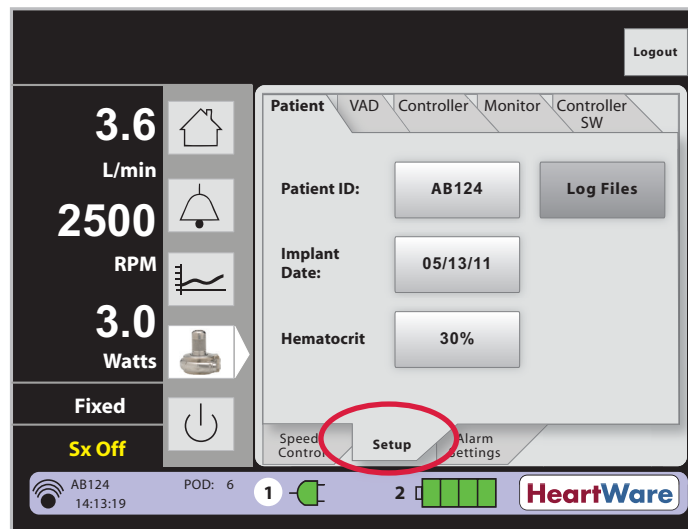 Logout
3.6
L/min
2500
RPM
3.0
Watts
Fixed
Sx Off
Patient
VAD
Controller
Monitor
Controller
SW
Patient ID:
AB124
Log Files
Implant
Date:
05/13/11
Hematocrit
30%
Speed
Control
Setup
Alarm
Settings
AB124
14:13:19
POD: 6
1
2
HeartWare